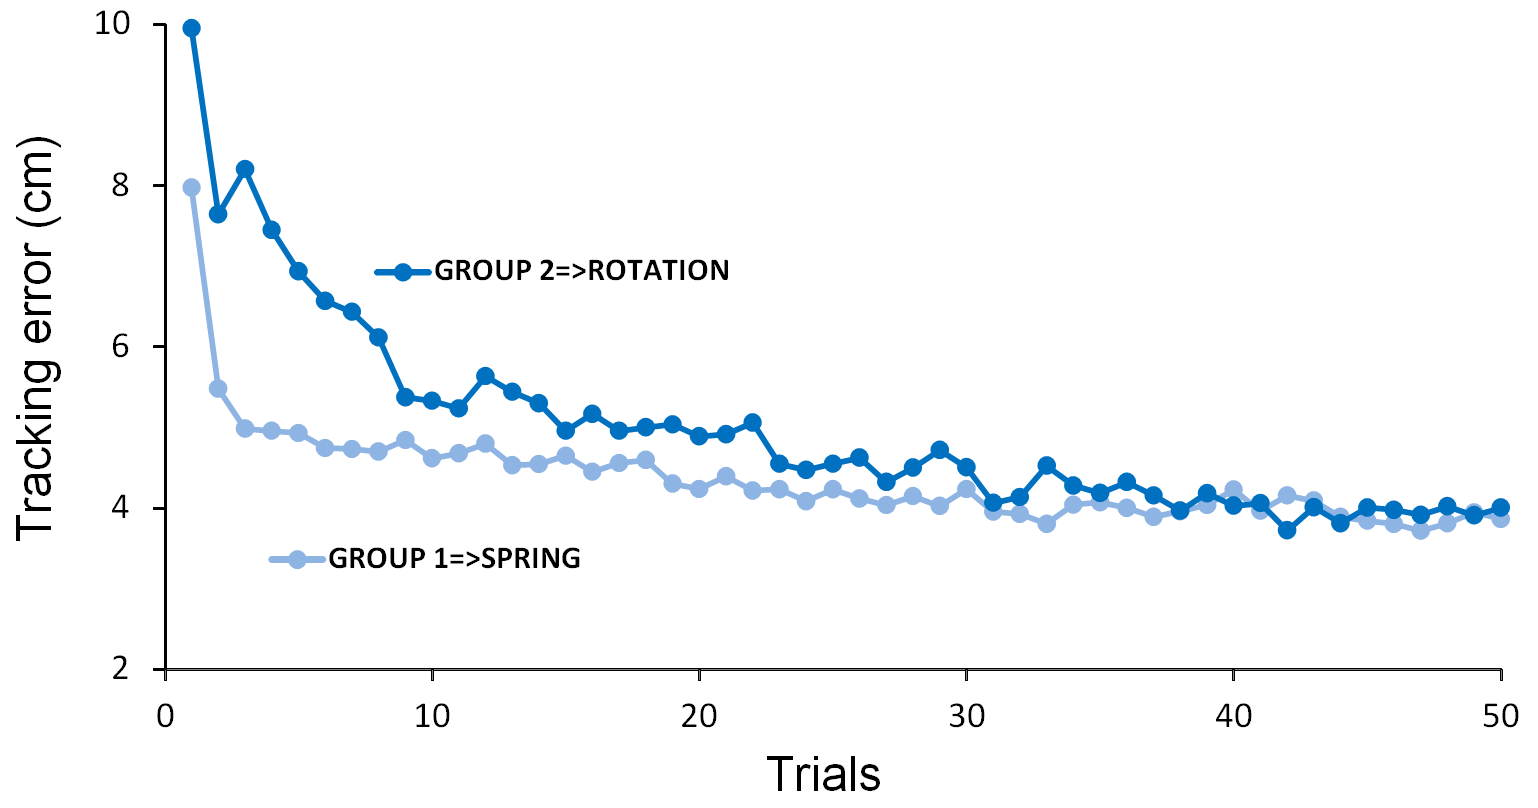 Tracking error (cm)
10
8
6
4
2
GROUP 2=>ROTATION
GROUP 1=>SPRING
0 10 20 30 40 50
Trials